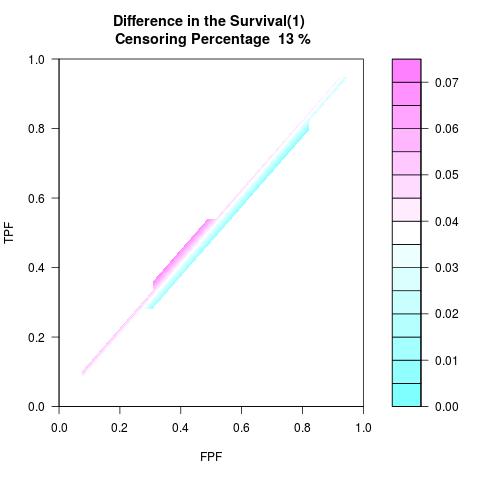 Difference in the Survival(1)
Censoring Percentage  13 %
TPF
1.0
0.8
0.6
0.4
0.2
0.0
0.0 0.2 0.4 0.6 0.8 1.0
FPF
0.07
0.06
0.05
0.04
0.03
0.02
0.01
0.00